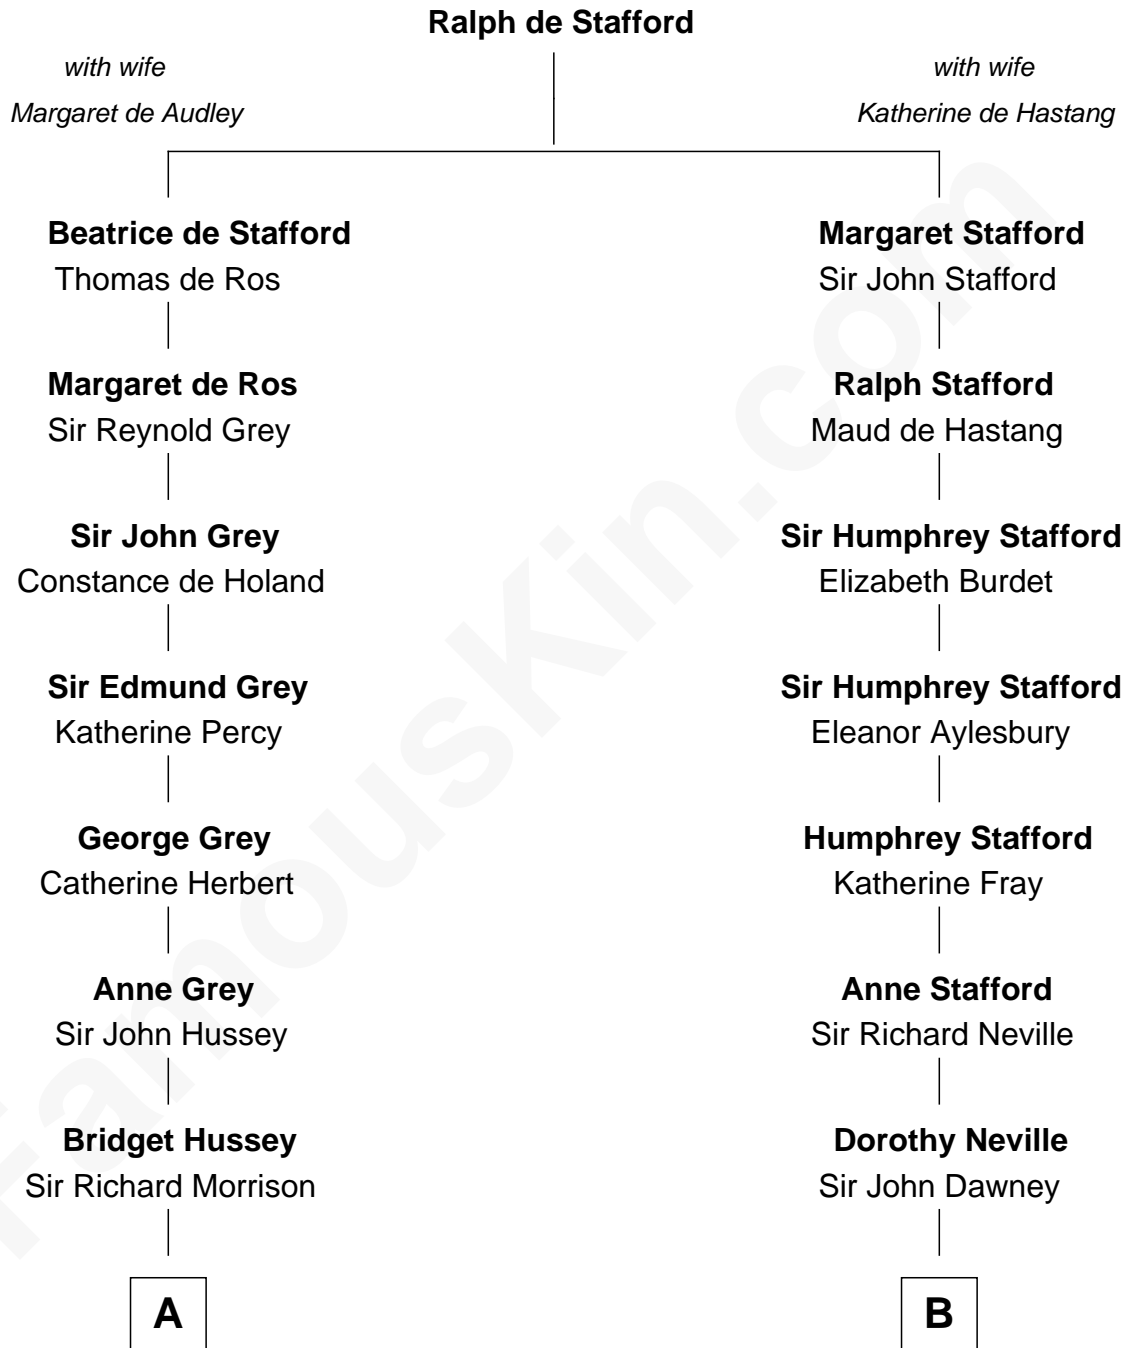 Ralph de Stafford
with wife
Margaret de Audley
with wife
Katherine de Hastang
Beatrice de Stafford
Thomas de Ros
Margaret Stafford
Sir John Stafford
Margaret de Ros
Sir Reynold Grey
Ralph Stafford
Maud de Hastang
Sir John Grey
Constance de Holand
Sir Humphrey Stafford
Elizabeth Burdet
Sir Edmund Grey
Katherine Percy
Sir Humphrey Stafford
Eleanor Aylesbury
George Grey
Catherine Herbert
Humphrey Stafford
Katherine Fray
Anne Grey
Sir John Hussey
Anne Stafford
Sir Richard Neville
Bridget Hussey
Sir Richard Morrison
Dorothy Neville
Sir John Dawney
A
B
FamousKin.com